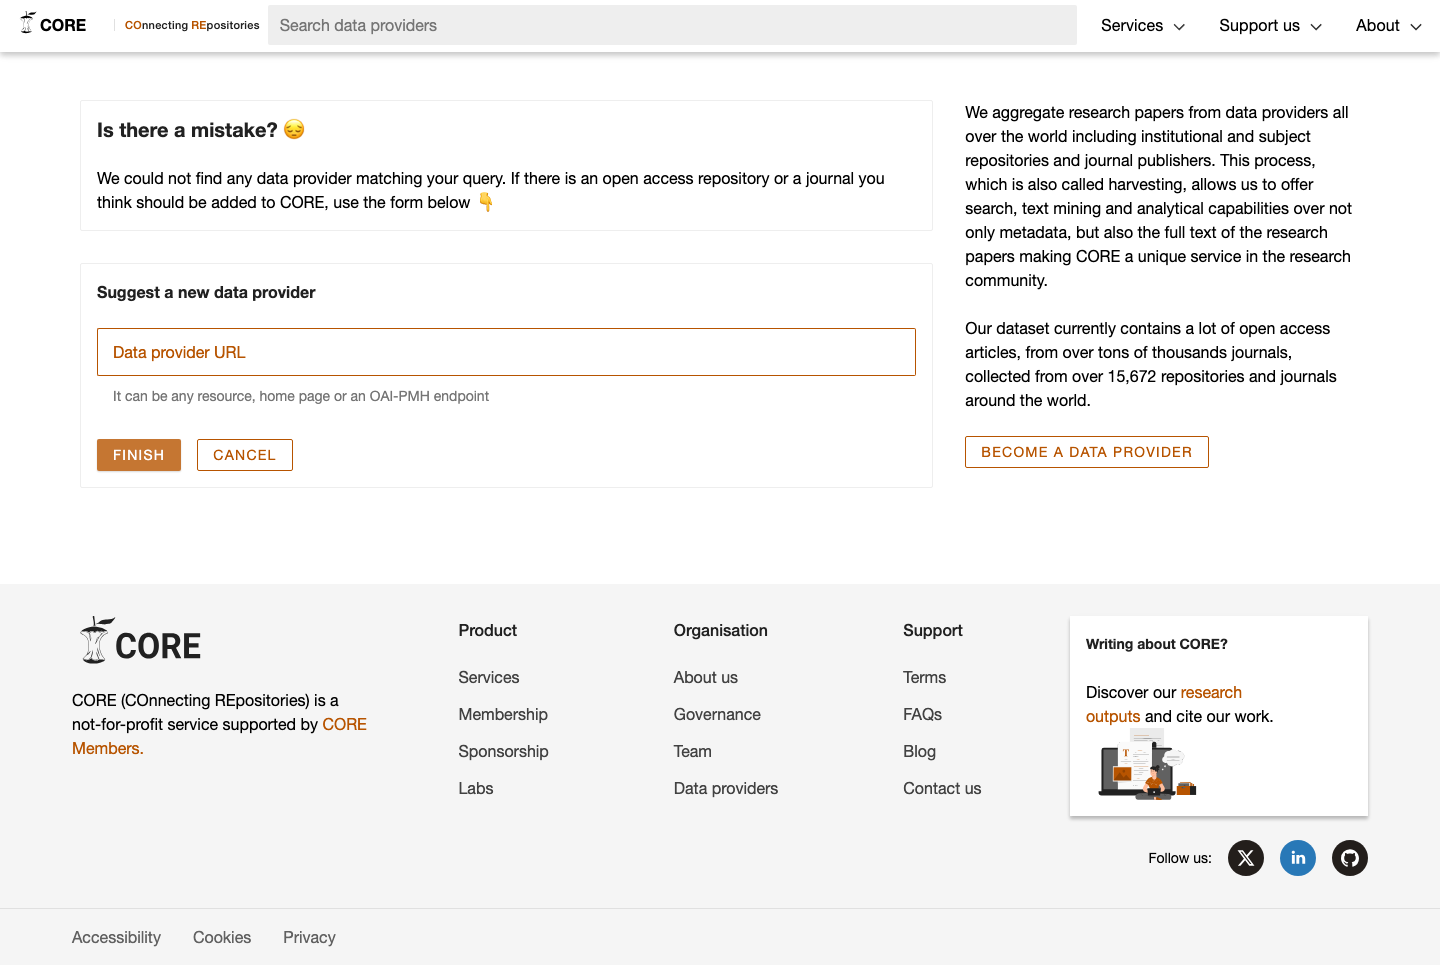 CORE
COnnecting REpositories
Search data providers
Services
Support us
About
Is there a mistake? 😔
We could not find any data provider matching your query. If there is an open access repository or a journal you
think should be added to CORE, use the form below 👇
Suggest a new data provider
Data provider URL
It can be any resource, home page or an OAI-PMH endpoint
FINISH
CANCEL
We aggregate research papers from data providers all
over the world including institutional and subject
repositories and journal publishers. This process,
which is also called harvesting, allows us to offer
search, text mining and analytical capabilities over not
only metadata, but also the full text of the research
papers making CORE a unique service in the research
community.
Our dataset currently contains a lot of open access
articles, from over tons of thousands journals,
collected from over 15,672 repositories and journals
around the world.
BECOME A DATA PROVIDER
CORE
CORE (COnnecting REpositories) is a
not-for-profit service supported by CORE
Members.
Product
Services
Membership
Sponsorship
Labs
Organisation
About us
Governance
Team
Data providers
Support
Terms
FAQs
Blog
Contact us
Writing about CORE?
Discover our research
outputs and cite our work.
T
Follow us:
in
Accessibility
Cookies
Privacy